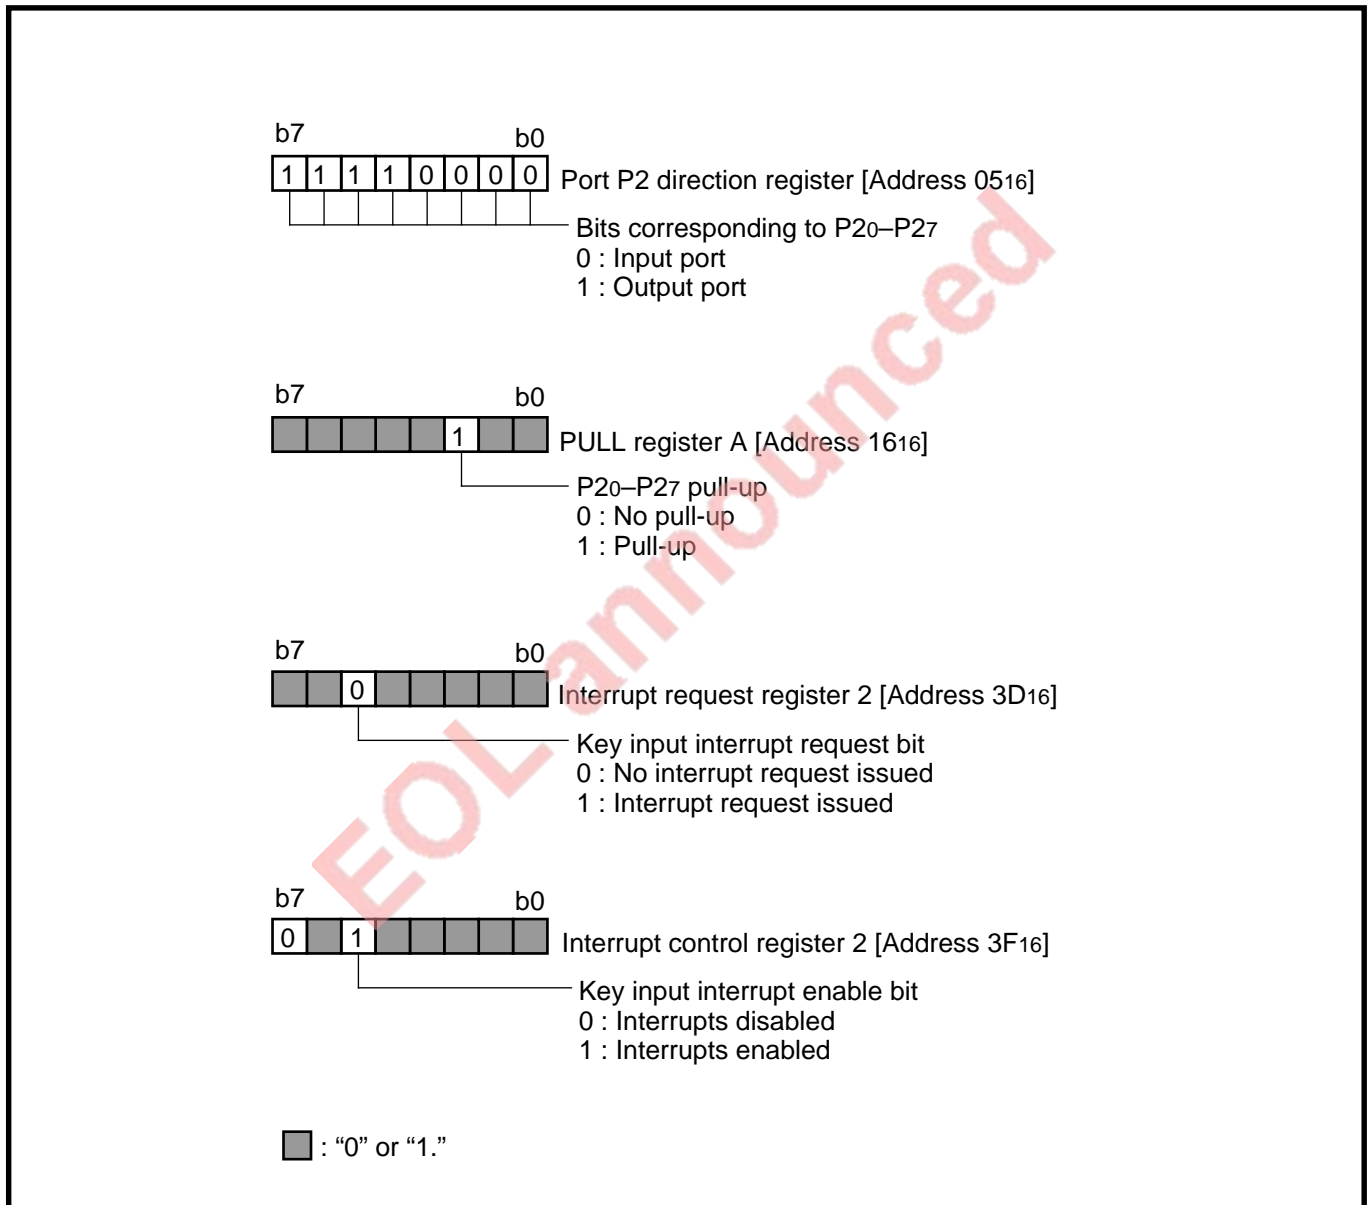 b7 b0
1 1 1 1 0 0 0 0 Port P2 direction register [Address 0516]
Bits corresponding to P20–P27
0 : Input port
1 : Output port
b7 b0
1 PULL register A [Address 1616]
P20–P27 pull-up
0 : No pull-up
1 : Pull-up
b7 b0
0 Interrupt request register 2 [Address 3D16]
Key input interrupt request bit
0 : No interrupt request issued
1 : Interrupt request issued
b7 b0
0 1 Interrupt control register 2 [Address 3F16]
Key input interrupt enable bit
0 : Interrupts disabled
1 : Interrupts enabled
: “0” or “1.”
EOL announced